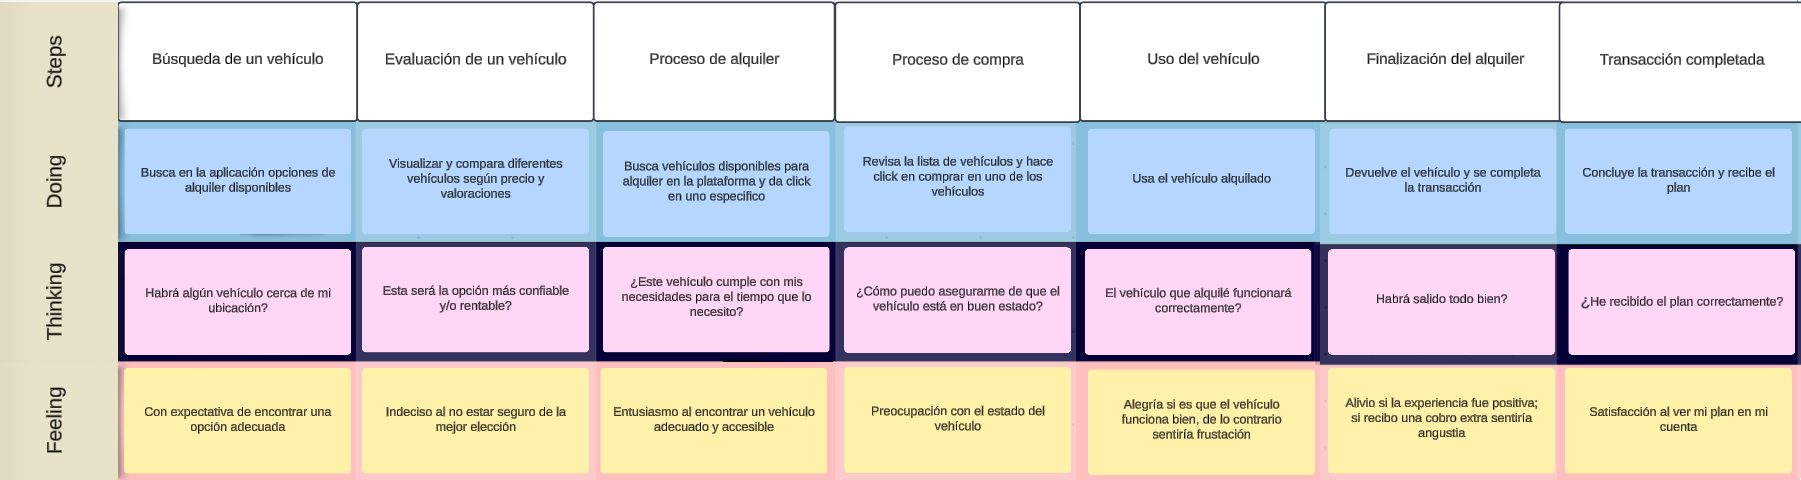 Steps
Búsqueda de un vehículo
Evaluación de un vehículo
Proceso de alquiler
Proceso de compra
Uso del vehículo
Finalización del alquiler
Transacción completada
Doing
Busca en la aplicación opciones de
alquiler disponibles
Visualizar y compara diferentes
vehículos según precio y
valoraciones
Busca vehículos disponibles para
alquiler en la plataforma y da click
en uno especifico
Revisa la lista de vehículos y hace
click en comprar en uno de los
vehículos
Usa el vehículo alquilado
Devuelve el vehículo y se completa
la transacción
Concluye la transacción y recibe el
plan
Thinking
Habrá algún vehículo cerca de mi
ubicación?
Esta será la opción más confiable
y/o rentable?
¿Este vehículo cumple con mis
necesidades para el tiempo que lo
necesito?
¿Cómo puedo asegurarme de que el
vehículo está en buen estado?
El vehículo que alquilé funcionará
correctamente?
Habrá salido todo bien?
¿He recibido el plan correctamente?
Feeling
Con expectativa de encontrar una
opción adecuada
Indeciso al no estar seguro de la
mejor elección
Entusiasmo al encontrar un vehículo
adecuado y accesible
Preocupación con el estado del
vehículo
Alegría si es que el vehículo
funciona bien, de lo contrario
sentiría frustación
Alivio si la experiencia fue positiva;
si recibo una cobro extra sentiría
angustia
Satisfacción al ver mi plan en mi
cuenta